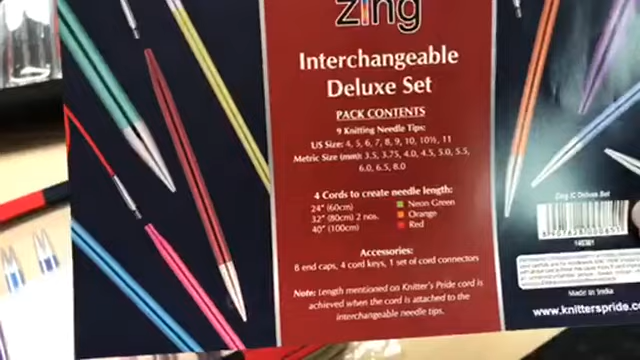 zing
Interchangeable
Deluxe Set
PACK CONTENTS
9 Knitting Needle Tips:
US Size: 4, 5, 6, 7, 8, 9, 10, 10½, 11
Metric Size (mm): 3.5, 3.75, 4.0, 4.5, 5.0, 5.5,
6.0, 6.5, 8.0
4 Cords to create needle length:
24" (60cm) Neon Green
32" (80cm) 2 nos. Orange
40" (100cm) Red
Accessories:
8 end caps, 4 cord keys, 1 set of cord connectors
Note: Length mentioned on Knitter's Pride cord is
achieved when the cord is attached to the
interchangeable needle tips.
Zing IC Deluxe Set
Made in India
www.knitterspride.co